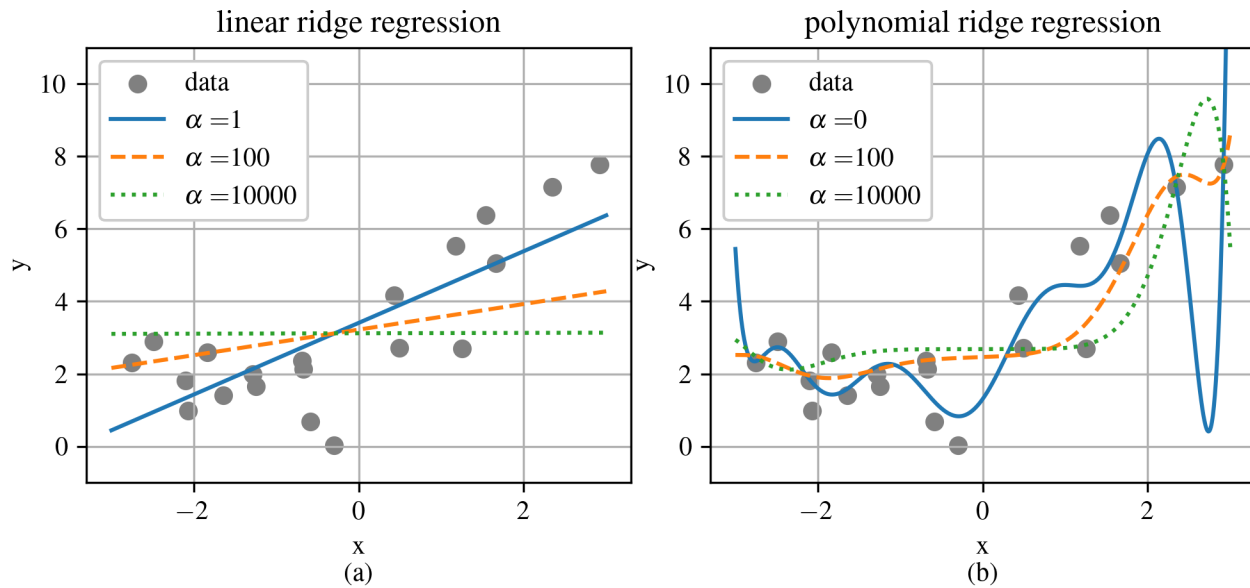 linear ridge regression
10
8
6
4
2
0
y
data
α =1
α =100
α =10000
−2
0
2
x
(a)
polynomial ridge regression
10
8
6
4
2
0
y
data
α =0
α =100
α =10000
−2
0
2
x
(b)